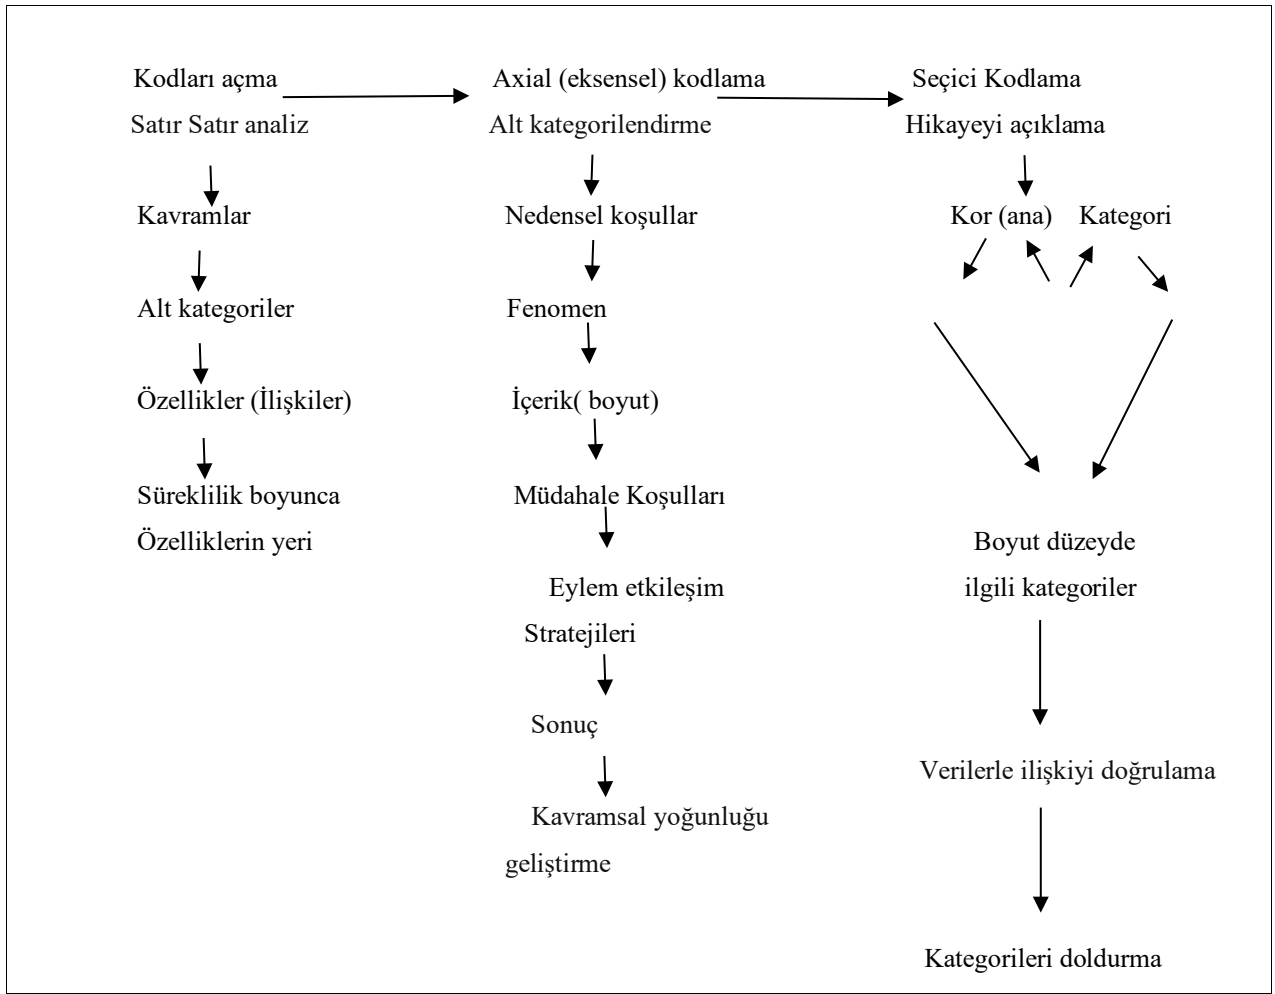 Kodları açma
Satır Satır analiz
Kavramlar
Alt kategoriler
Özellikler (İlişkiler)
Süreklilik boyunca
Özelliklerin yeri
Axial (eksensel) kodlama
Alt kategorilendirme
Nedensel koşullar
Fenomen
İçerik( boyut)
Müdahale Koşulları
Eylem etkileşim
Stratejileri
Sonuç
Kavramsal yoğunluğu
geliştirme
Seçici Kodlama
Hikayeyi açıklama
Kor (ana) Kategori
Boyut düzeyde
ilgili kategoriler
Verilerle ilişkiyi doğrulama
Kategorileri doldurma